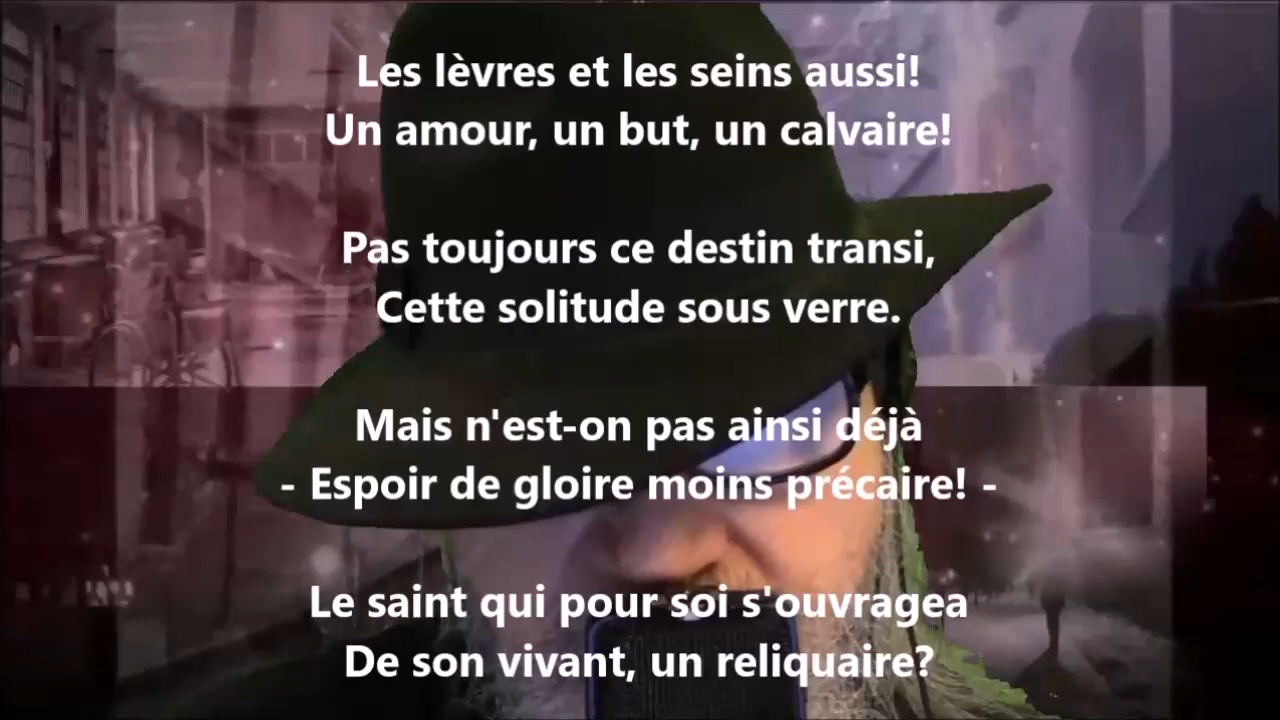 Les lèvres et les seins aussi!
Un amour, un but, un calvaire!
Pas toujours ce destin transi,
Cette solitude sous verre.
Mais n'est-on pas ainsi déjà
- Espoir de gloire moins précaire! -
Le saint qui pour soi s'ouvragea
De son vivant, un reliquaire?